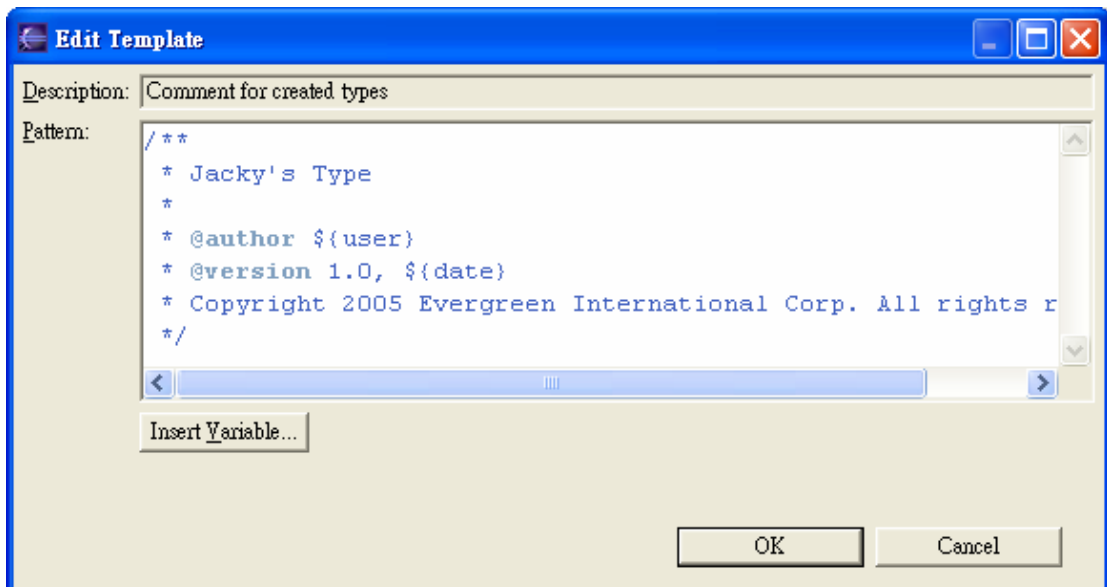 Edit Template
Description: Comment for created types
Pattern:
/**
* Jacky's Type
*
* @author ${user}
* @version 1.0, ${date}
* Copyright 2005 Evergreen International Corp. All rights r
*/
Insert Variable...
OK Cancel